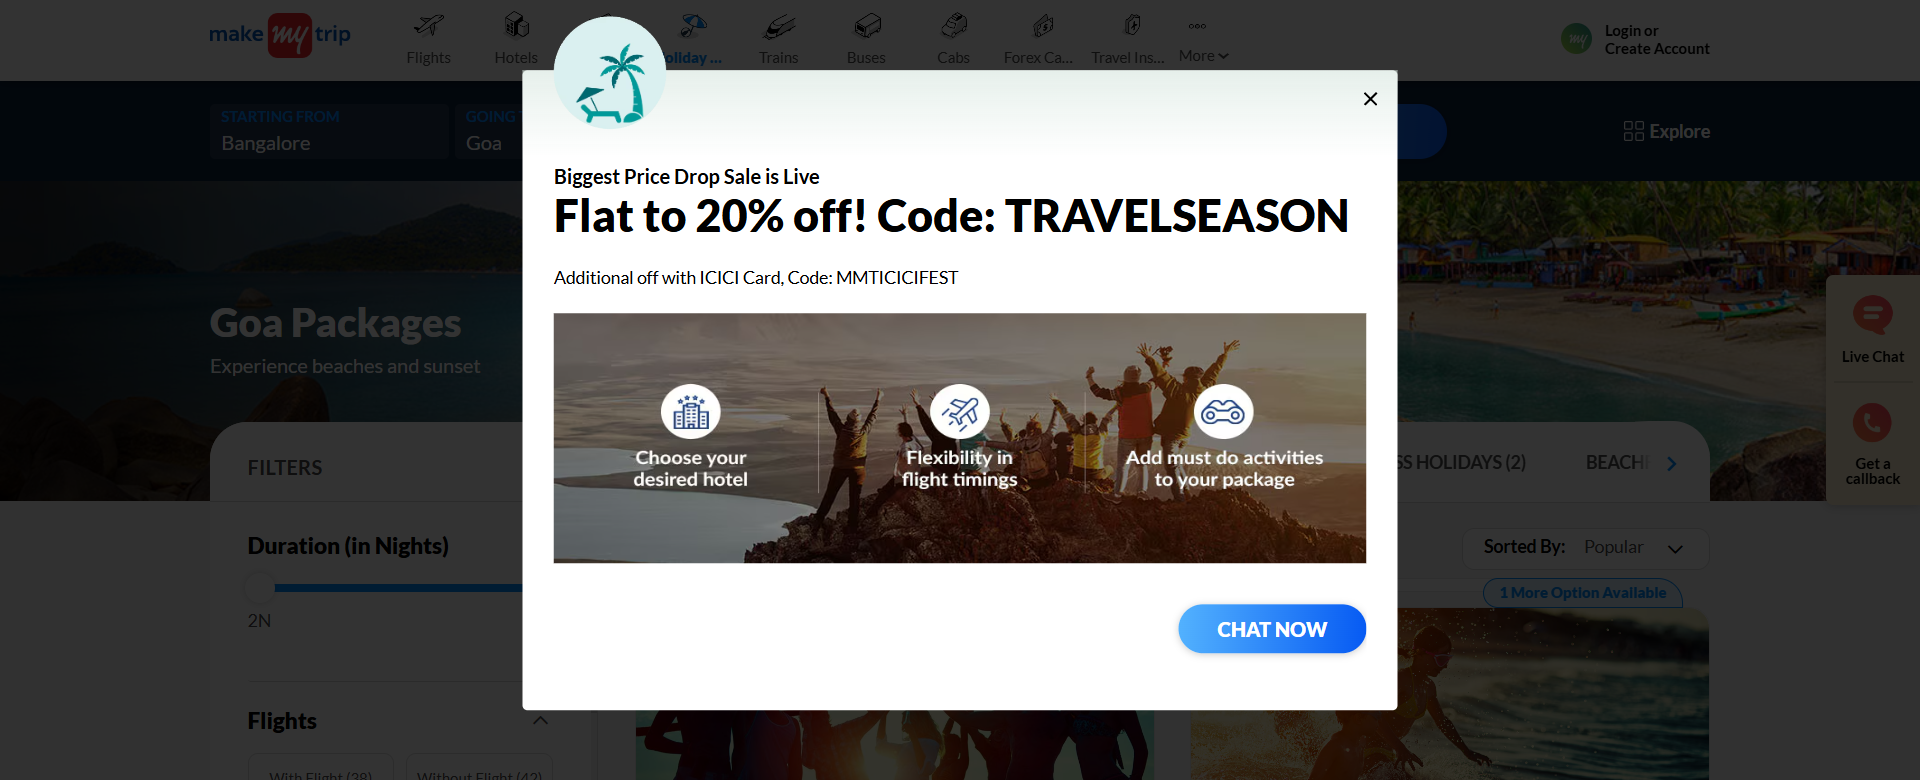 make my trip
Flights
Hotels
oliday ...
Trains
Buses
Cabs
Forex Ca...
Travel Ins...
More
my
Login or
Create Account
STARTING FROM
Bangalore
GOING
Goa
Explore
Biggest Price Drop Sale is Live
Flat to 20% off! Code: TRAVELSEASON
Additional off with ICICI Card, Code: MMTICICIFEST
Choose your
desired hotel
Flexibility in
flight timings
Add must do activities
to your package
CHAT NOW
Goa Packages
Experience beaches and sunset
Live Chat
Get a
callback
FILTERS
SS HOLIDAYS (2)
BEACH
Duration (in Nights)
2N
Sorted By: Popular
1 More Option Available
Flights
With Flight (38)
Without Flight (42)